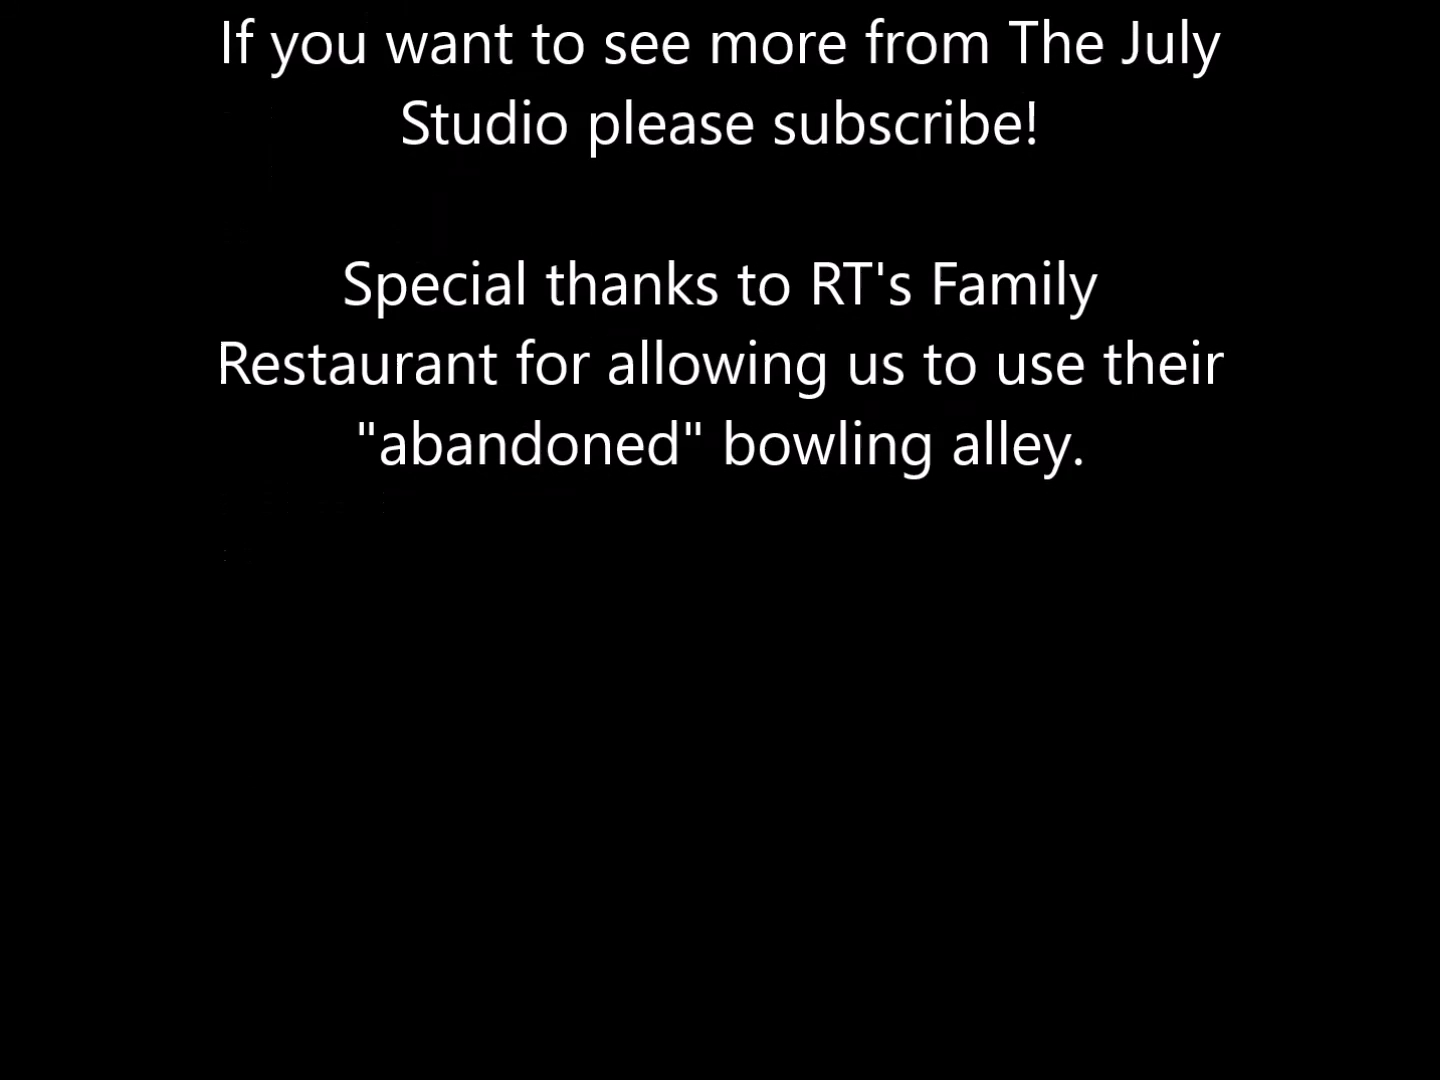 If you want to see more from The July
Studio please subscribe!
Special thanks to RT's Family
Restaurant for allowing us to use their
"abandoned" bowling alley.